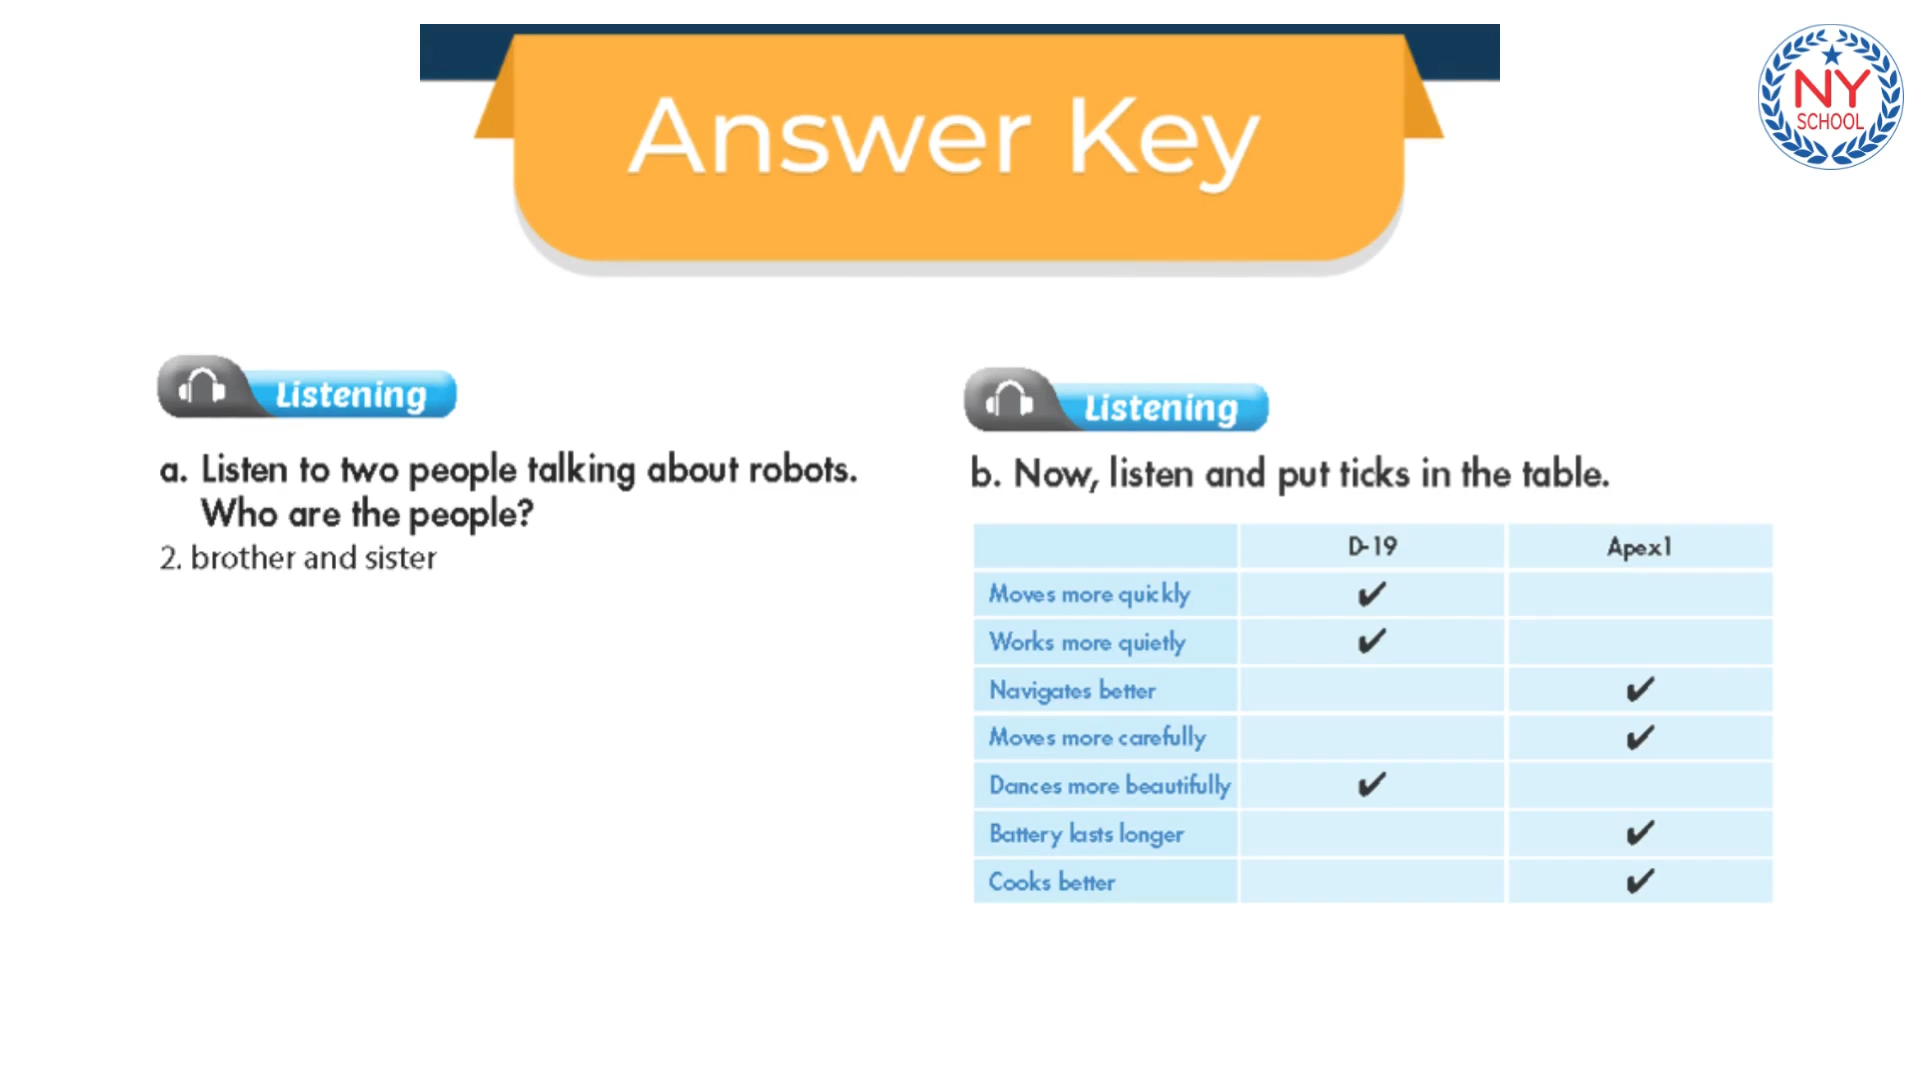 Answer Key
NY
SCHOOL
Listening
a. Listen to two people talking about robots.
Who are the people?
2. brother and sister
Listening
b. Now, listen and put ticks in the table.
D-19 Apex1
Moves more quickly ✔
Works more quietly ✔
Navigates better ✔
Moves more carefully ✔
Dances more beautifully ✔
Battery lasts longer ✔
Cooks better ✔